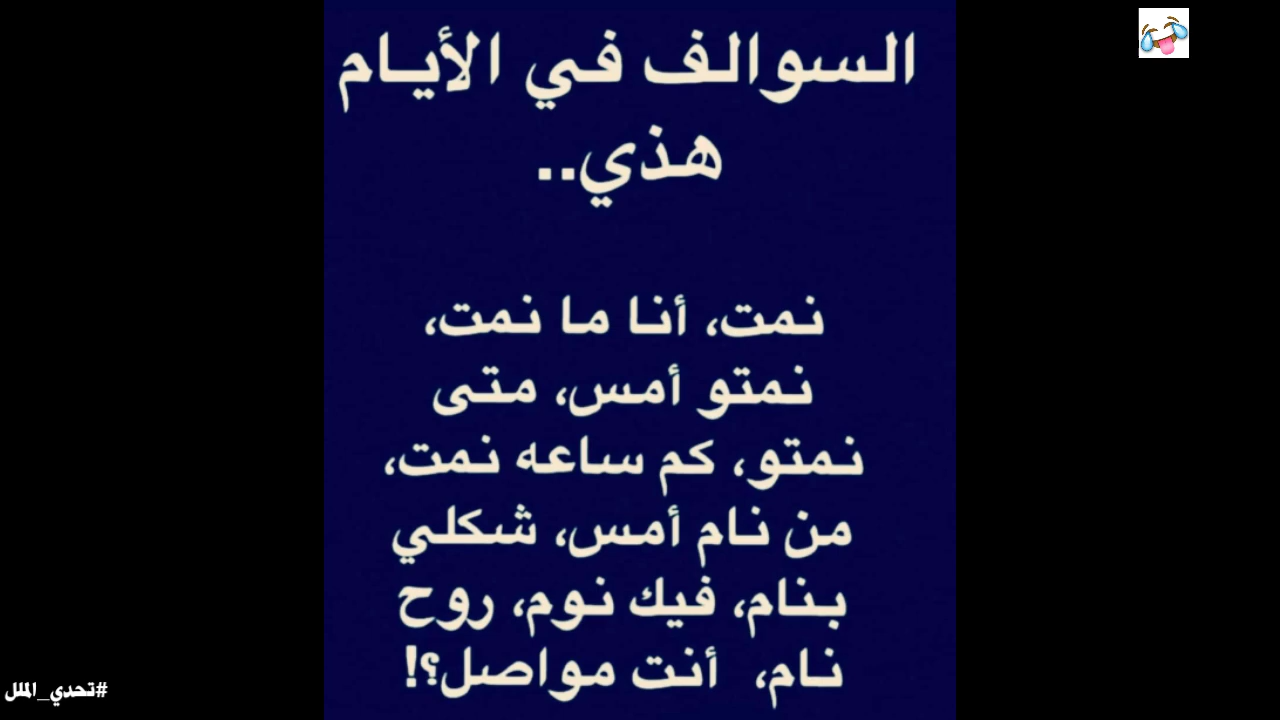 السوالف في الأيام
هذي..
نمت، أنا ما نمت،
نمتو أمس، متى
نمتو، كم ساعه نمت،
من نام أمس، شكلي
بنام، فيك نوم، روح
نام، أنت مواصل؟!
#تحدي_الملل